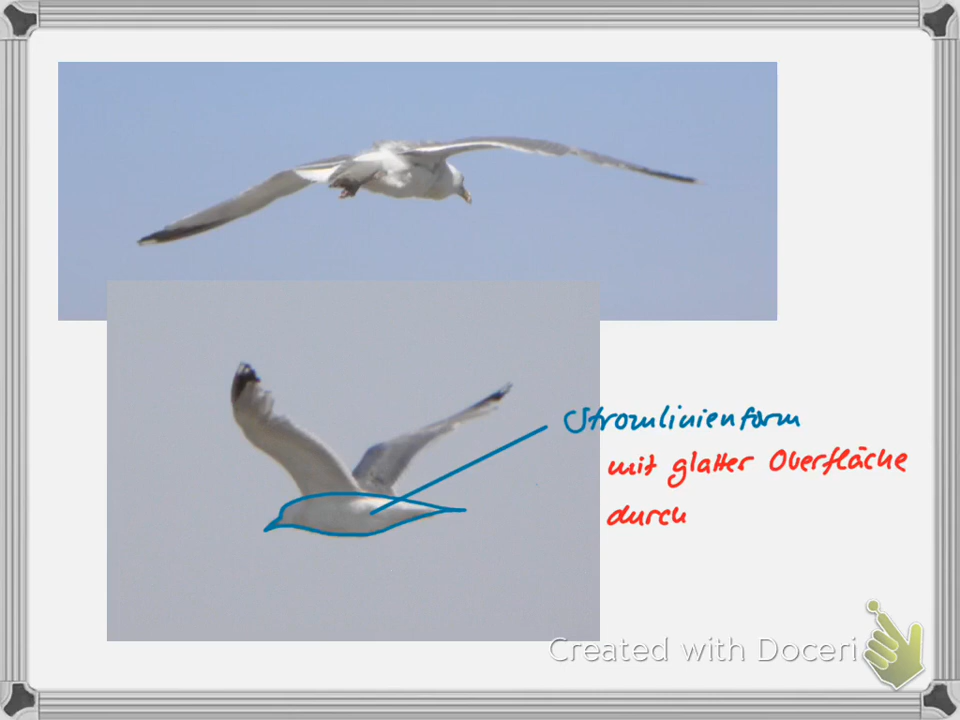 Stromlinienform
mit glatter Oberfläche
durch
Created with Doceri